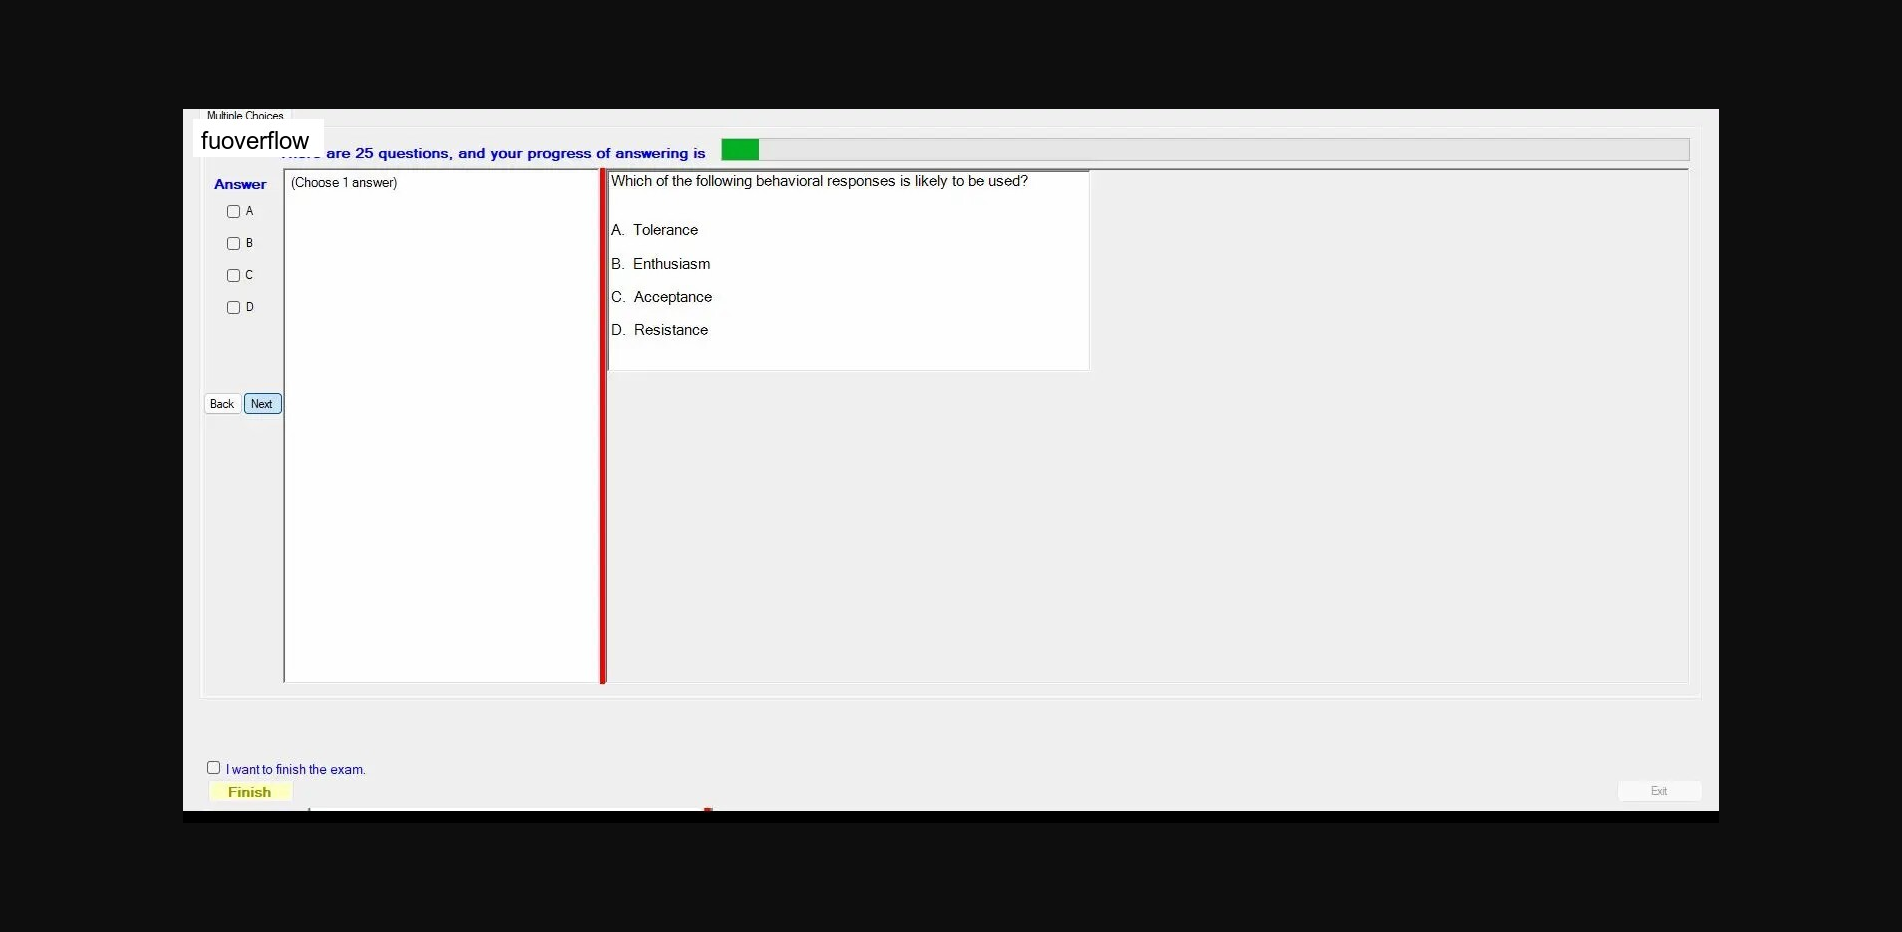 Multiple Choices
fuoverflow
are 25 questions, and your progress of answering is
Answer
(Choose 1 answer)
A
B
C
D
Back
Next
Which of the following behavioral responses is likely to be used?
A. Tolerance
B. Enthusiasm
C. Acceptance
D. Resistance
I want to finish the exam.
Finish
Exit